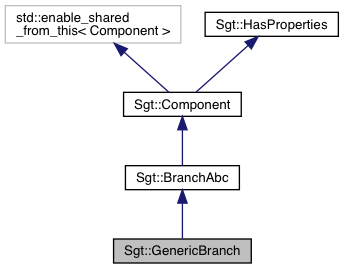 std::enable_shared
_from_this< Component >
Sgt::HasProperties
Sgt::Component
Sgt::BranchAbc
Sgt::GenericBranch